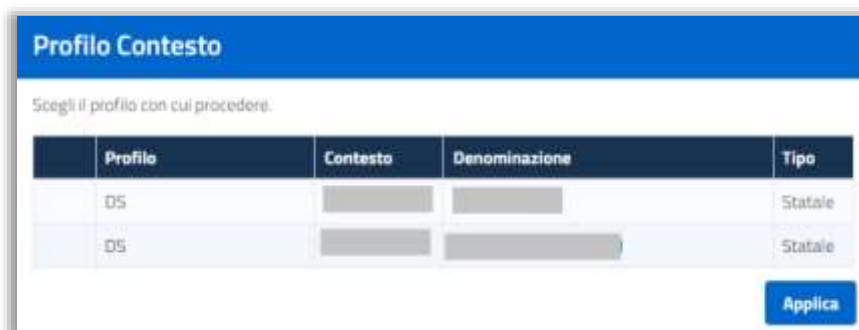 Profilo Contesto
Scegli il profilo con cui procedere.
Profilo Contesto Denominazione Tipo
DS Statale
DS Statale
Applica